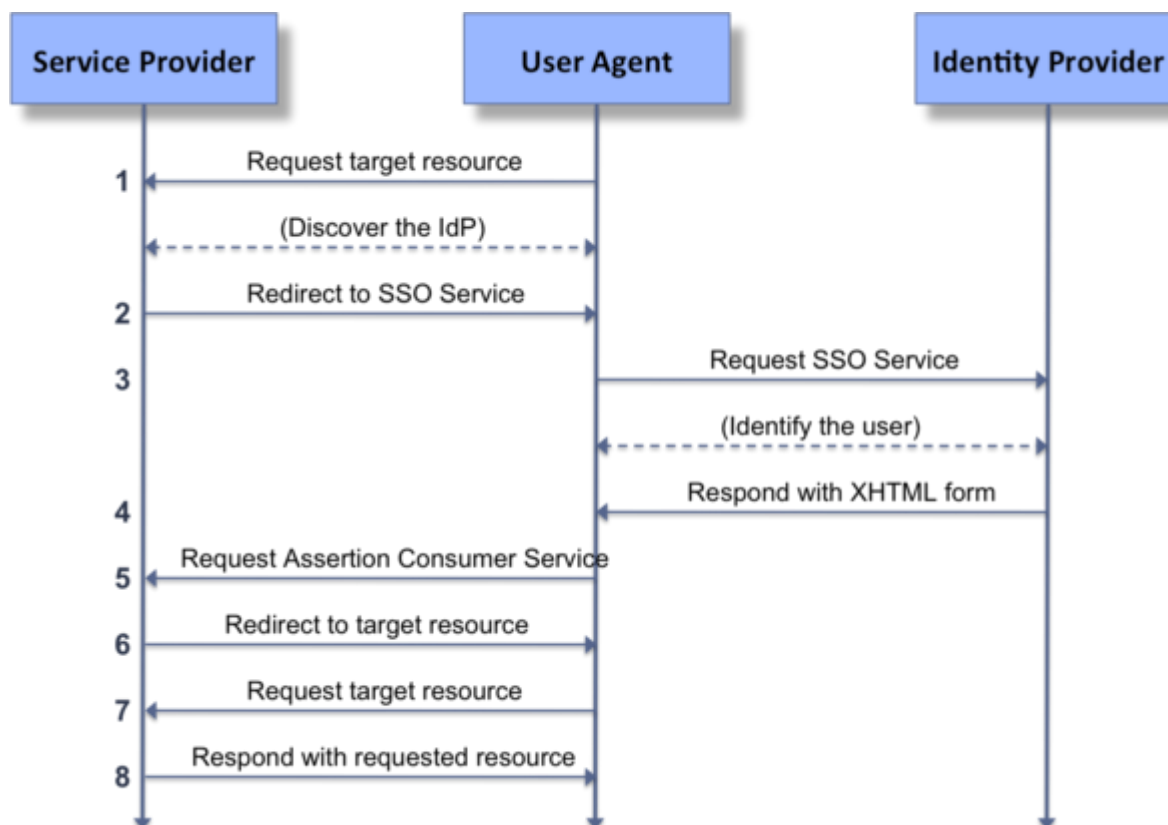 Service Provider
User Agent
Identity Provider
Request target resource
1
(Discover the IdP)
Redirect to SSO Service
2
Request SSO Service
3
(Identify the user)
Respond with XHTML form
4
Request Assertion Consumer Service
5
Redirect to target resource
6
Request target resource
7
Respond with requested resource
8